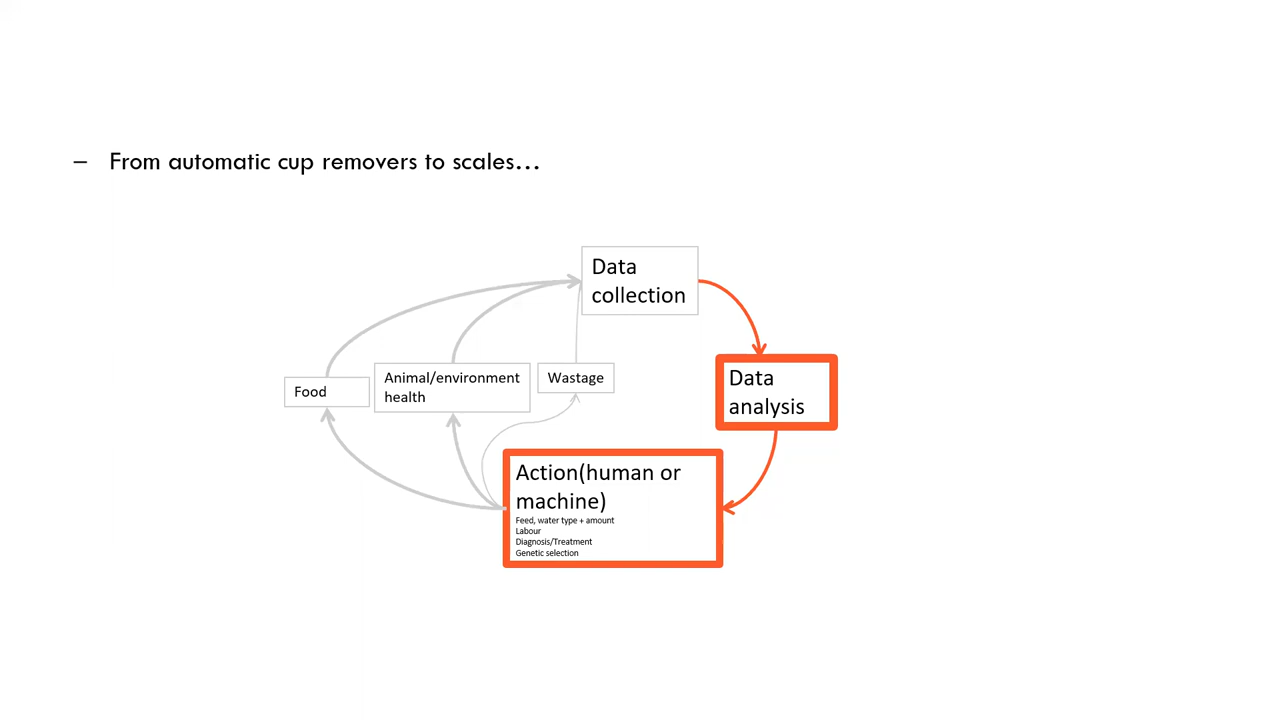 – From automatic cup removers to scales…
Data
collection
Food
Animal/environment
health
Wastage
Data
analysis
Action(human or
machine)
Feed, water type + amount
Labour
Diagnosis/Treatment
Genetic selection